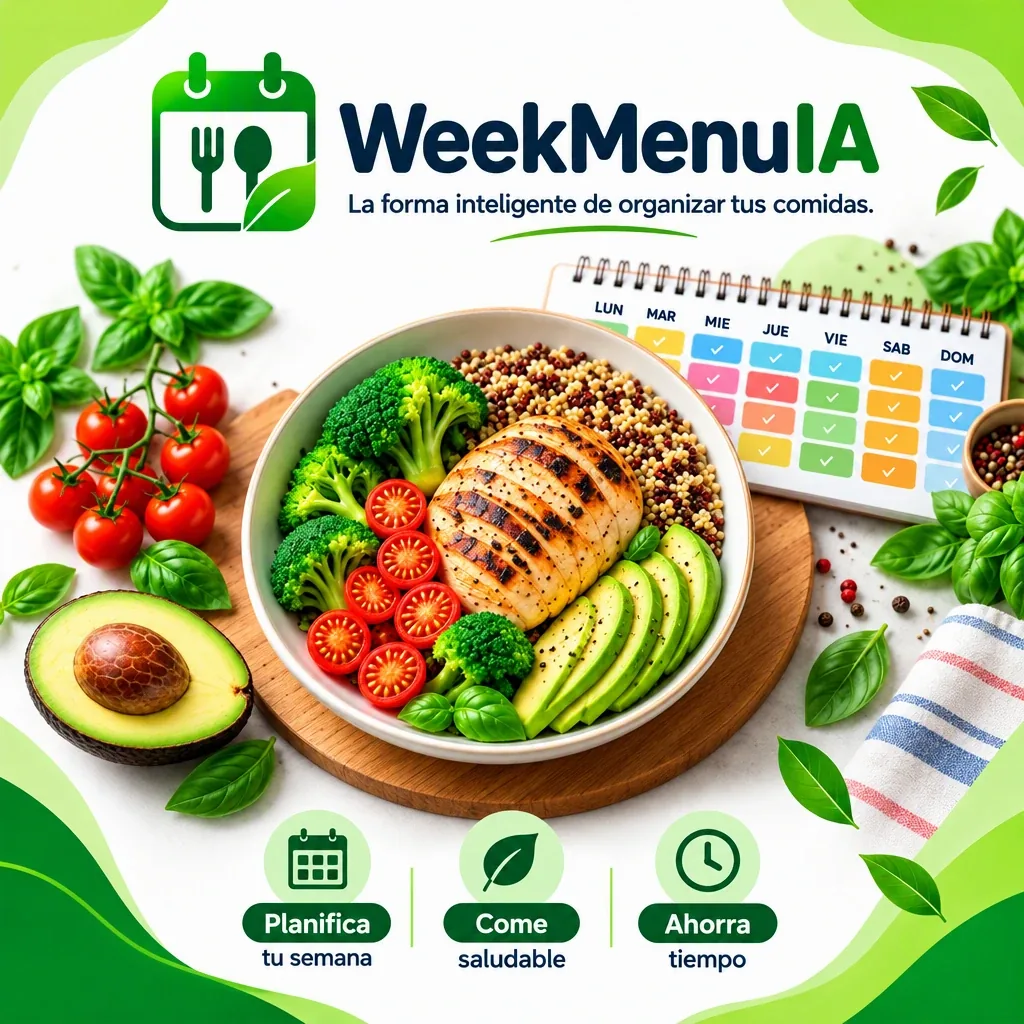 WeekMenuIA
La forma inteligente de organizar tus comidas.
LUN MAR MIE JUE VIE SAB DOM
Planifica
tu semana
Come
saludable
Ahorra
tiempo